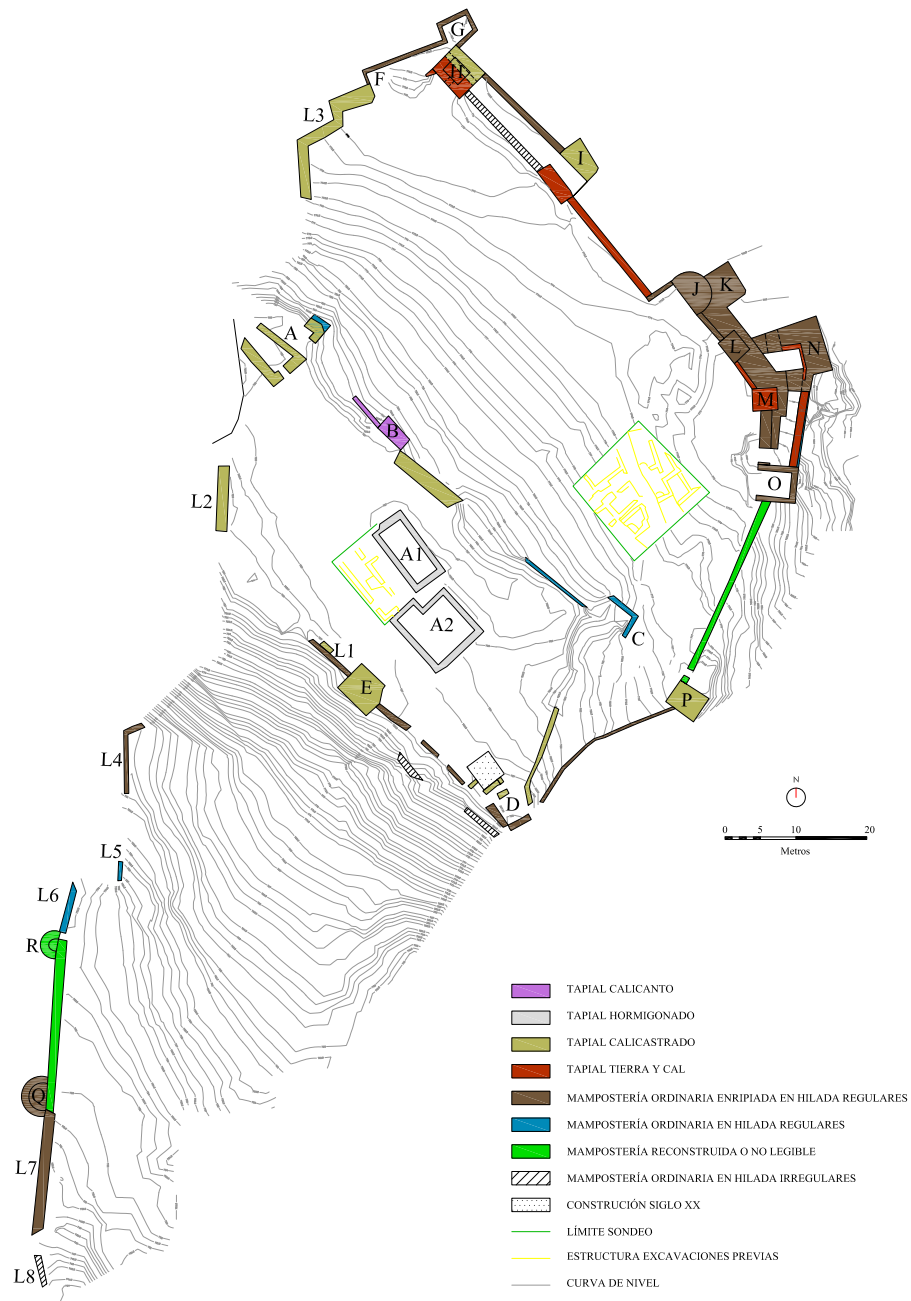 G
F
H
L3
I
J
K
A
L
N
M
B
L2
O
A1
A2
C
L1
E
P
L4
D
N
0 5 10 20
Metros
L5
L6
R
Q
L7
L8
TAPIAL CALICANTO
TAPIAL HORMIGONADO
TAPIAL CALICASTRADO
TAPIAL TIERRA Y CAL
MAMPOSTERÍA ORDINARIA ENRIPIADA EN HILADA REGULARES
MAMPOSTERÍA ORDINARIA EN HILADA REGULARES
MAMPOSTERÍA RECONSTRUIDA O NO LEGIBLE
MAMPOSTERÍA ORDINARIA EN HILADA IRREGULARES
CONSTRUCIÓN SIGLO XX
LÍMITE SONDEO
ESTRUCTURA EXCAVACIONES PREVIAS
CURVA DE NIVEL